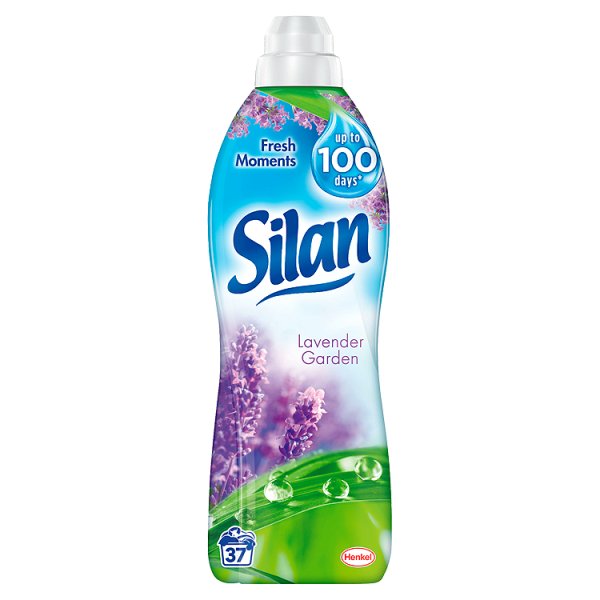 Fresh
Moments
up to
100
days*
Silan
Lavender
Garden
37
Henkel